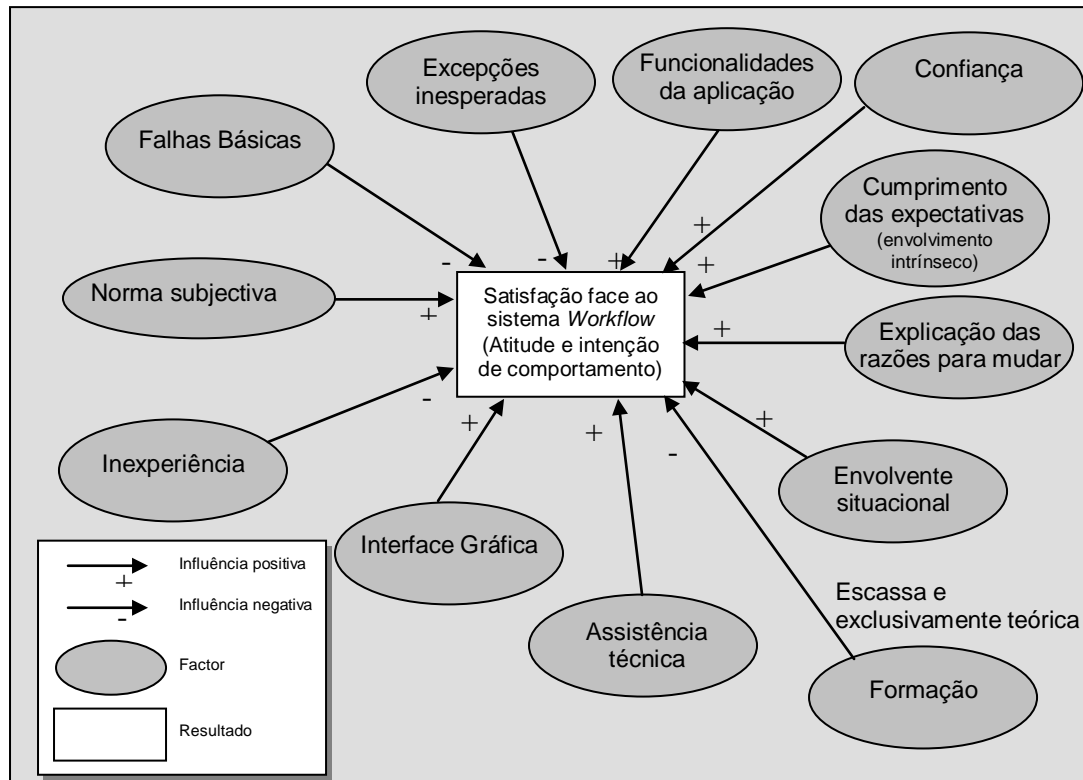 Excepções
inesperadas
Funcionalidades
da aplicação
Confiança
Falhas Básicas
Cumprimento
das expectativas
(envolvimento
intrínseco)
+
+
-
-
+
Norma subjectiva
+
Satisfação face ao
sistema Workflow
(Atitude e intenção
de comportamento)
+
Explicação das
razões para mudar
-
+
+
-
+
Inexperiência
Envolvente
situacional
Interface Gráfica
Escassa e
exclusivamente teórica
Assistência
técnica
Formação
+
Influência positiva
-
Influência negativa
Factor
Resultado